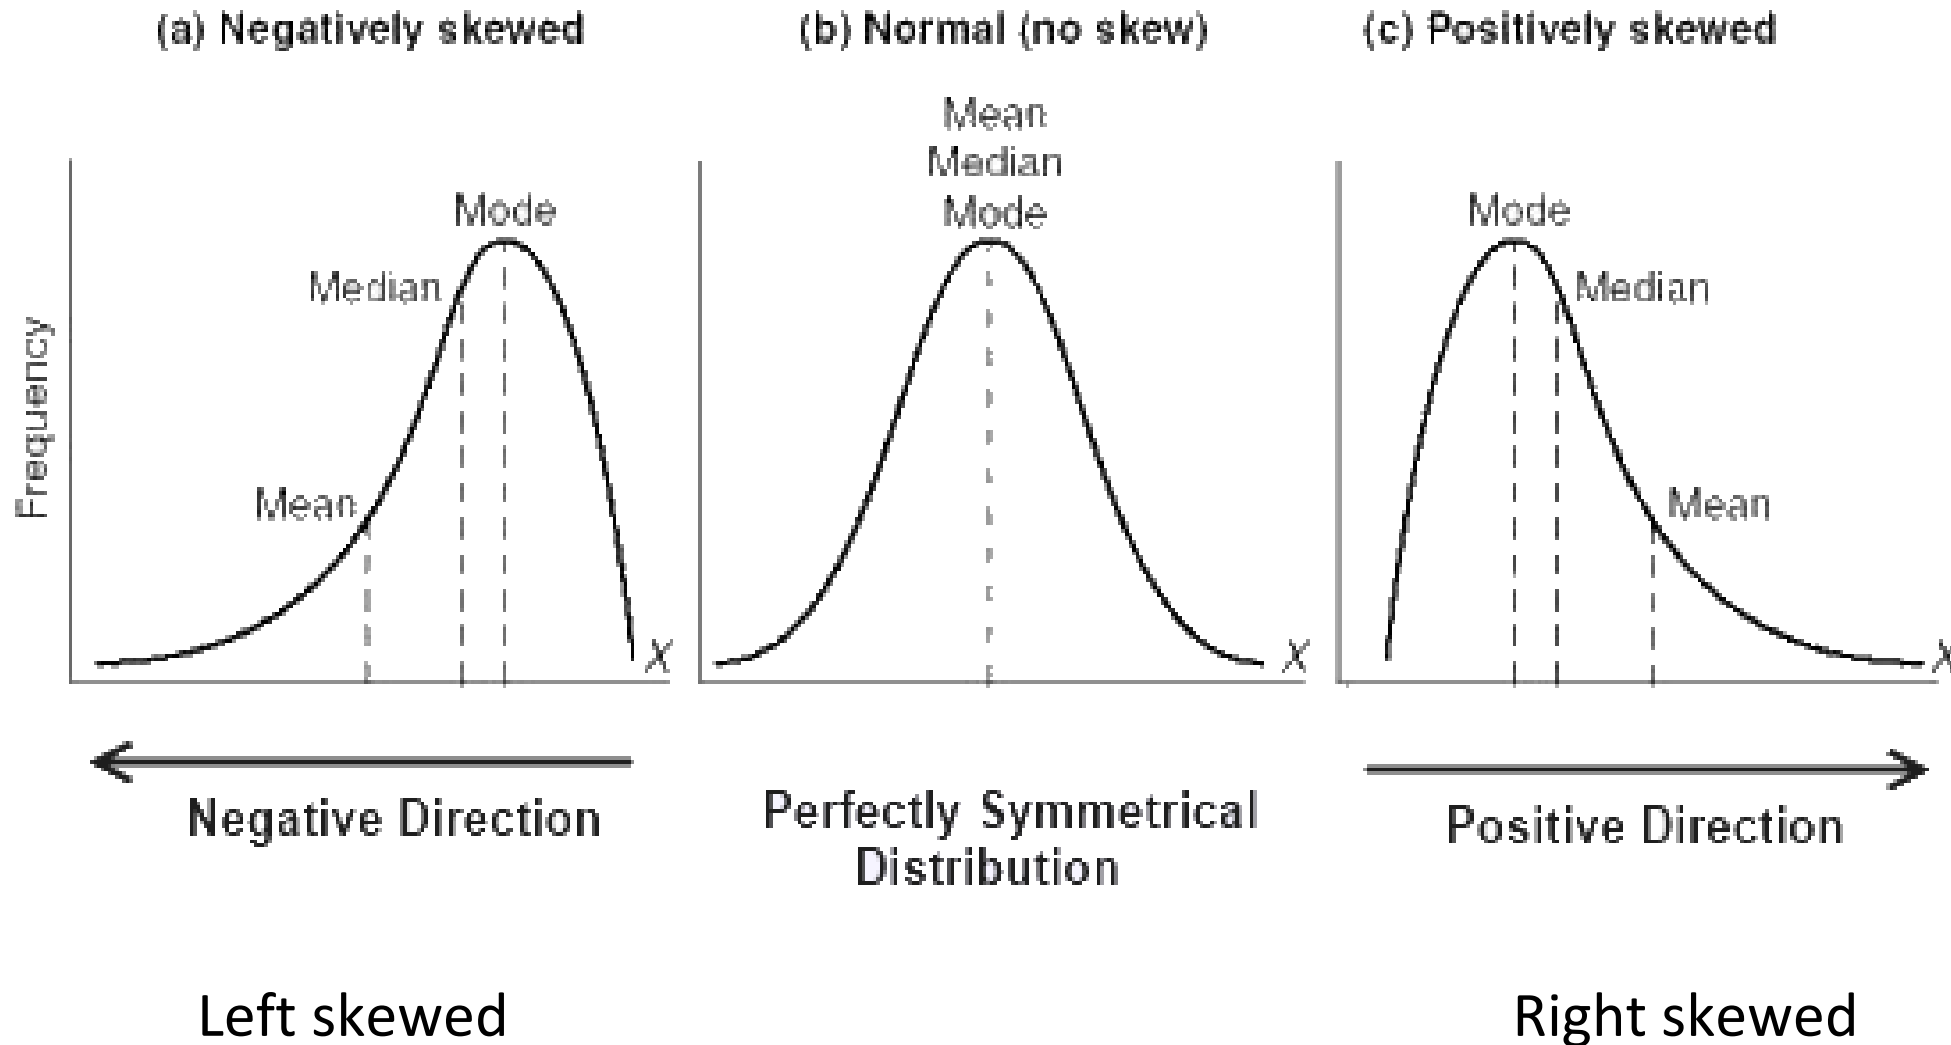 (a) Negatively skewed
(b) Normal (no skew)
(c) Positively skewed
Mean
Median
Mode
Mode
Mode
Median
Median
Mean
Mean
Frequency
X
X
X
Negative Direction
Perfectly Symmetrical
Distribution
Positive Direction
Left skewed
Right skewed